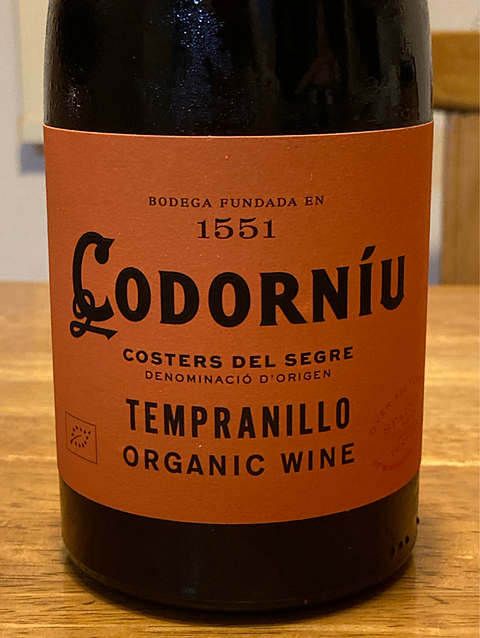 BODEGA FUNDADA EN
1551
CODORNÍU
COSTERS DEL SEGRE
DENOMINACIÓ D'ORIGEN
TEMPRANILLO
ORGANIC WINE